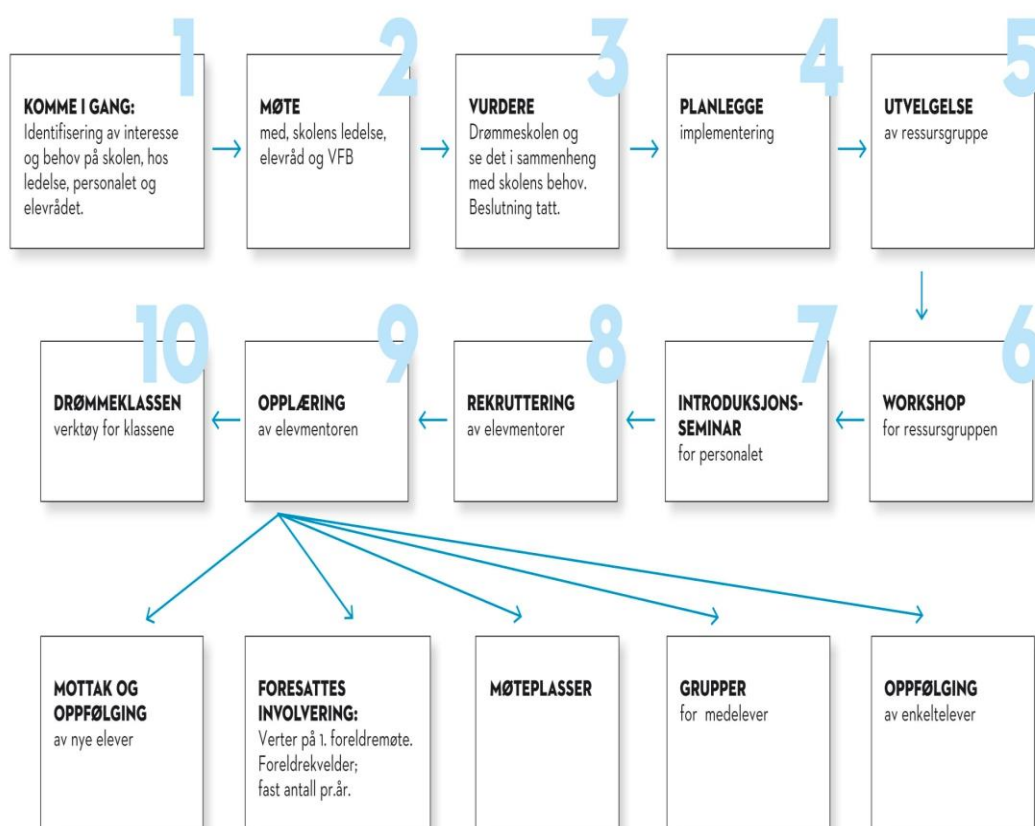 1
KOMME I GANG:
Identifisering av interesse
og behov på skolen, hos
ledelse, personalet og
elevrådet.
2
MØTE
med, skolens ledelse,
elevråd og VFB
3
VURDERE
Drømmeskolen og
se det i sammenheng
med skolens behov.
Beslutning tatt.
4
PLANLEGGE
implementering
5
UTVELGELSE
av ressursgruppe
6
WORKSHOP
for ressursgruppen
7
INTRODUKSJONS-
SEMINAR
for personalet
8
REKRUTTERING
av elevmentorer
9
OPPLÆRING
av elevmentoren
10
DRØMMEKLASSEN
verktøy for klassene
MOTTAK OG
OPPFØLGING
av nye elever
FORESATTES
INVOLVERING:
Verter på 1. foreldremøte.
Foreldrekvelder;
fast antall pr.år.
MØTEPLASSER
GRUPPER
for medelever
OPPFØLGING
av enkeltelever